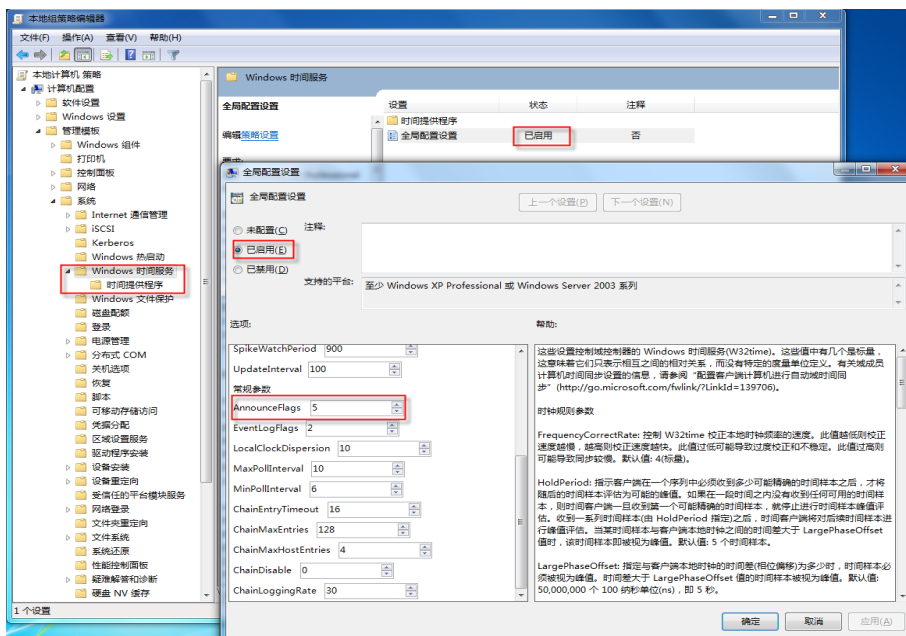 本地组策略编辑器
文件(F) 操作(A) 查看(V) 帮助(H)
本地计算机 策略
计算机配置
软件设置
Windows 设置
管理模板
Windows 组件
打印机
控制面板
网络
系统
Internet 通信管理
iSCSI
Kerberos
Windows 热启动
Windows 时间服务
时间提供程序
Windows 文件保护
磁盘配额
登录
电源管理
分布式 COM
关机选项
恢复
脚本
可移动存储访问
凭据分配
区域设置服务
驱动程序安装
设备安装
设备重定向
受信任的平台模块服务
网络登录
文件夹重定向
文件系统
系统还原
性能控制面板
疑难解答和诊断
硬盘 NV 缓存
1 个设置
Windows 时间服务
全局配置设置
编辑策略设置
设置 状态 注释
时间提供程序
全局配置设置 已启用 否
全局配置设置
全局配置设置
上一个设置(P) 下一个设置(N)
未配置(C) 注释:
已启用(E)
已禁用(D)
支持的平台: 至少 Windows XP Professional 或 Windows Server 2003 系列
选项: 帮助:
SpikeWatchPeriod 900
UpdateInterval 100
常规参数
AnnounceFlags 5
EventLogFlags 2
LocalClockDispersion 10
MaxPollInterval 10
MinPollInterval 6
ChainEntryTimeout 16
ChainMaxEntries 128
ChainMaxHostEntries 4
ChainDisable 0
ChainLoggingRate 30
这些设置控制域控制器的 Windows 时间服务(W32time)。这些值中有几个是标量，
这意味着它们只表示相互之间的相对关系，而没有特定的度量单位定义。有关域成员
计算机时间同步设置的信息，请参阅 “配置客户端计算机进行自动域时间同
步” (http://go.microsoft.com/fwlink/?LinkId=139706)。
时钟规则参数
FrequencyCorrectRate: 控制 W32time 校正本地时钟频率的速度。此值越低则校正
速度越慢，越高则校正速度越快。此值过低可能导致过度校正和不稳定。此值过高则
可能导致同步较慢。默认值: 4(标量)。
HoldPeriod: 指示客户端在一个序列中必须收到多少可能精确的时间样本之后，才将
随后的时间样本评估为可能的峰值。如果在一段时间之内没有收到任何可用的时间样
本，则时间客户端一旦收到第一个可能精确的时间样本，就停止进行时间样本峰值评
估。收到一系列时间样本(由 HoldPeriod 指定)之后，时间客户端将对后续时间样本进
行峰值评估。当某时间样本与客户端本地时钟之间的时差大于 LargePhaseOffset
值时，该时间样本即被视为峰值。默认值: 5 个时间样本。
LargePhaseOffset: 指定与客户端本地时钟的时间差(相位偏移)为多少时，时间样本必
须被视为峰值。时间差大于 LargePhaseOffset 值的时间样本被视为峰值。默认值:
50,000,000 个 100 纳秒单位(ns)，即 5 秒。
确定 取消 应用(A)